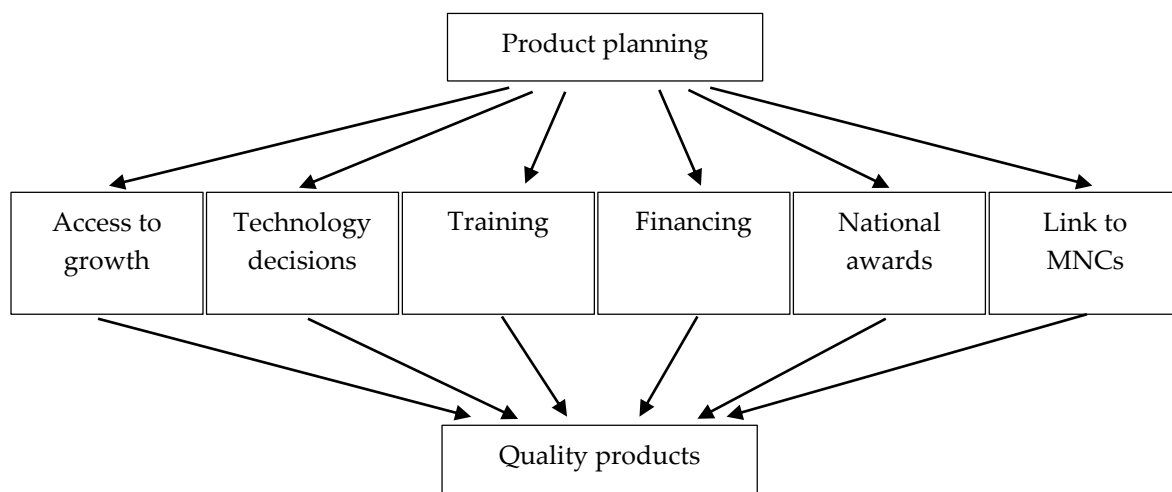 Product planning
Access to
growth
Technology
decisions
Training
Financing
National
awards
Link to
MNCs
Quality products